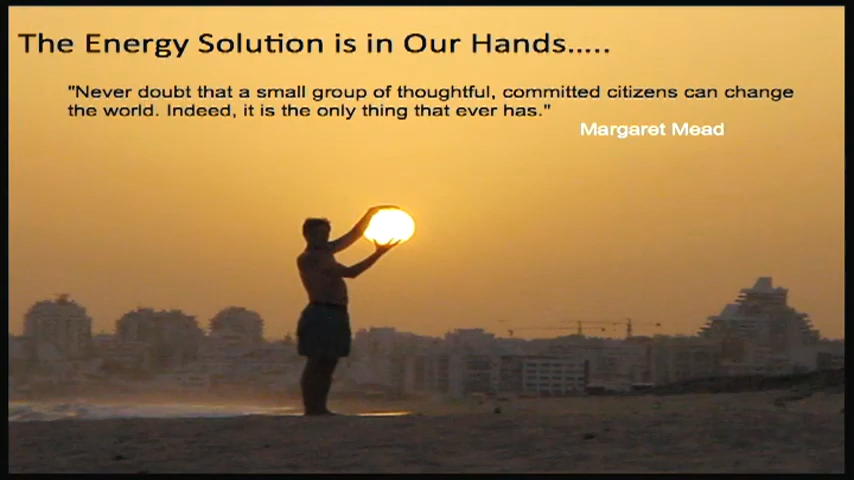 The Energy Solution is in Our Hands.....
"Never doubt that a small group of thoughtful, committed citizens can change
the world. Indeed, it is the only thing that ever has."
Margaret Mead